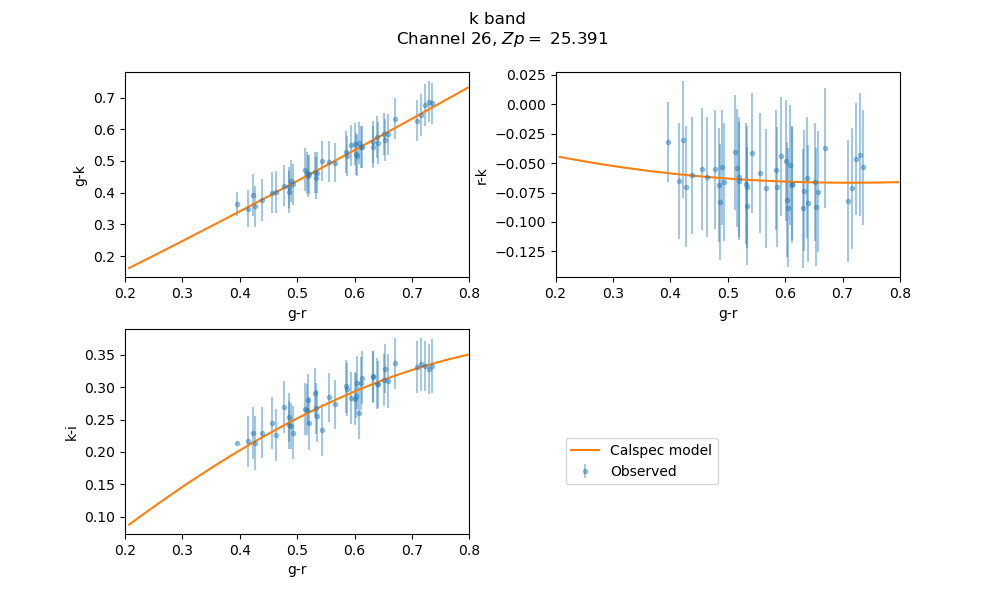 k band
Channel 26, Zp = 25.391
0.7
0.6
0.5
0.4
0.3
0.2
g-k
0.2 0.3 0.4 0.5 0.6 0.7 0.8
g-r
0.025
0.000
−0.025
−0.050
−0.075
−0.100
−0.125
r-k
0.2 0.3 0.4 0.5 0.6 0.7 0.8
g-r
0.35
0.30
0.25
0.20
0.15
0.10
k-i
0.2 0.3 0.4 0.5 0.6 0.7 0.8
g-r
Calspec model
Observed